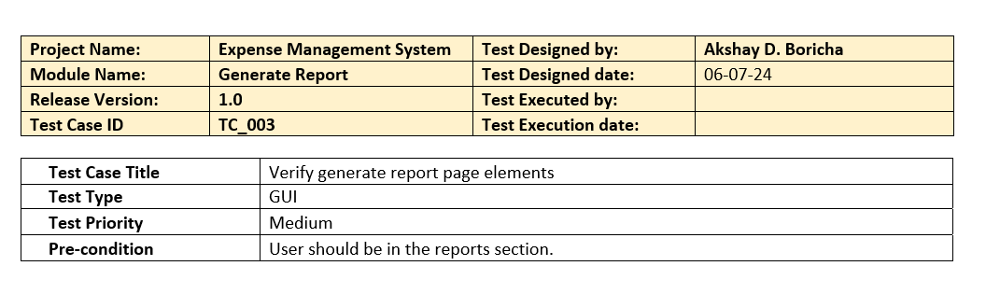 Project Name: Expense Management System Test Designed by: Akshay D. Boricha
Module Name: Generate Report Test Designed date: 06-07-24
Release Version: 1.0 Test Executed by:
Test Case ID TC_003 Test Execution date:
Test Case Title Verify generate report page elements
Test Type GUI
Test Priority Medium
Pre-condition User should be in the reports section.